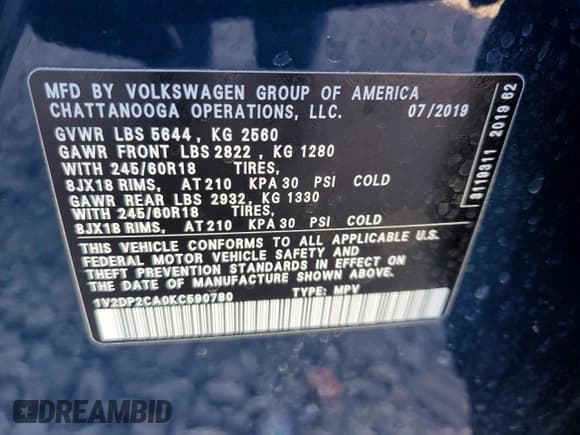 MFD BY VOLKSWAGEN GROUP OF AMERICA
CHATTANOOGA OPERATIONS, LLC. 07/2019
GVWR LBS 5644 , KG 2560
GAWR FRONT LBS 2822 , KG 1280
WITH 245/60R18 TIRES,
8JX18 RIMS, AT 210 KPA 30 PSI COLD
GAWR REAR LBS 2932, KG 1330
WITH 245/60R18 TIRES,
8JX18 RIMS, AT 210 KPA 30 PSI COLD
THIS VEHICLE CONFORMS TO ALL APPLICABLE U.S.
FEDERAL MOTOR VEHICLE SAFETY AND
THEFT PREVENTION STANDARDS IN EFFECT ON
THE DATE OF MANUFACTURE SHOWN ABOVE.
1V2DP2CA0KC590780 TYPE: MPV
31119311 2019 62
DREAMBID